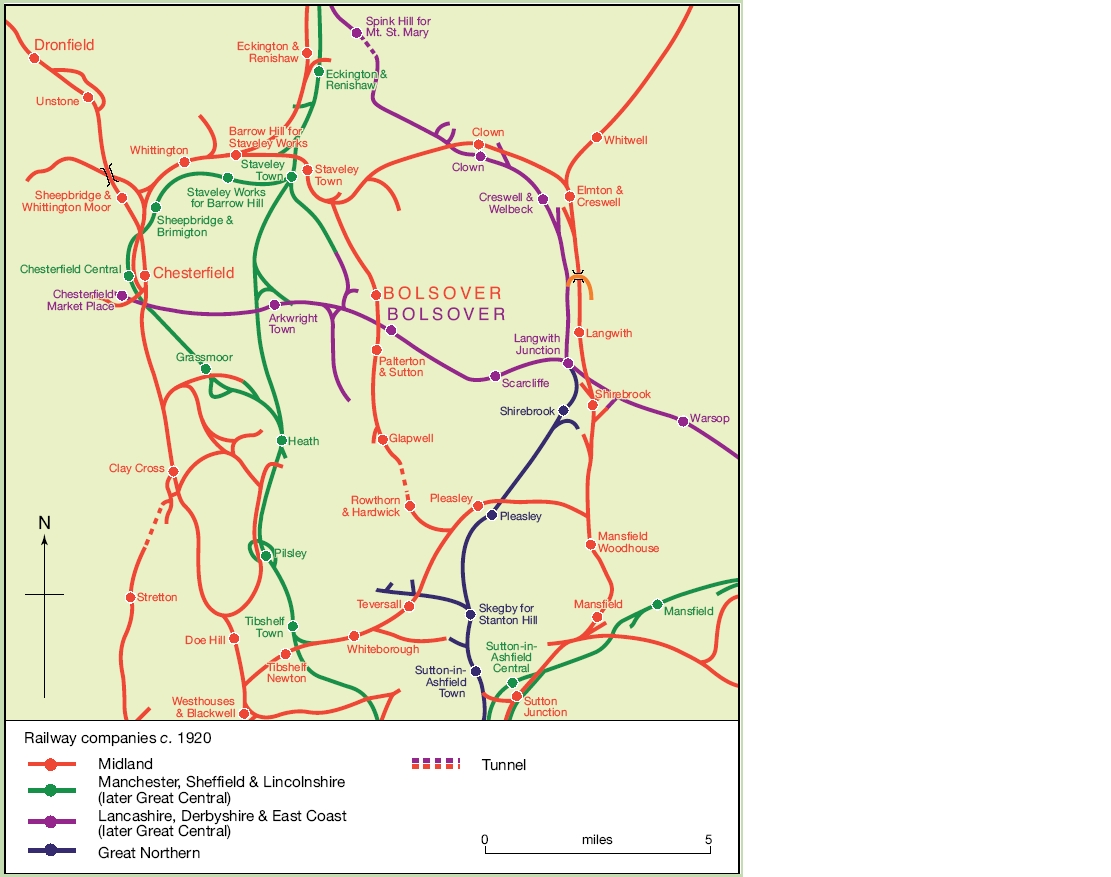 Spink Hill for
Mt. St. Mary
Dronfield
Eckington &
Renishaw
Eckington &
Renishaw
Unstone
Barrow Hill for
Staveley Works
Clown
Whitwell
Whittington
Clown
Staveley
Town
Staveley
Town
Sheepbridge &
Whittington Moor
Staveley Works
for Barrow Hill
Creswell &
Welbeck
Elmton &
Creswell
Sheepbridge &
Brimigton
Chesterfield Central
Chesterfield
Chesterfield
Market Place
BOLSOVER
BOLSOVER
Arkwright
Town
Langwith
Langwith
Junction
Grassmoor
Palterton
& Sutton
Scarcliffe
Shirebrook
Shirebrook
Warsop
Heath
Glapwell
Clay Cross
Rowthorn
& Hardwick
Pleasley
Pleasley
N
Mansfield
Woodhouse
Pilsley
Stretton
Teversall
Skegby for
Stanton Hill
Mansfield
Mansfield
Tibshelf
Town
Doe Hill
Whiteborough
Sutton-in-
Ashfield
Central
Tibshelf
Newton
Sutton-in-
Ashfield
Town
Westhouses
& Blackwell
Sutton
Junction
Railway companies c. 1920
Midland
Tunnel
Manchester, Sheffield & Lincolnshire
(later Great Central)
Lancashire, Derbyshire & East Coast
(later Great Central)
Great Northern
0 miles 5